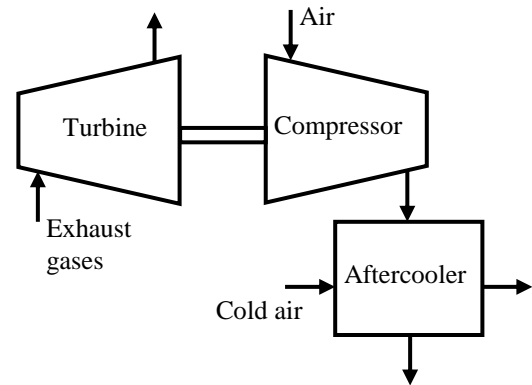 Air
Turbine
Compressor
Exhaust
gases
Aftercooler
Cold air